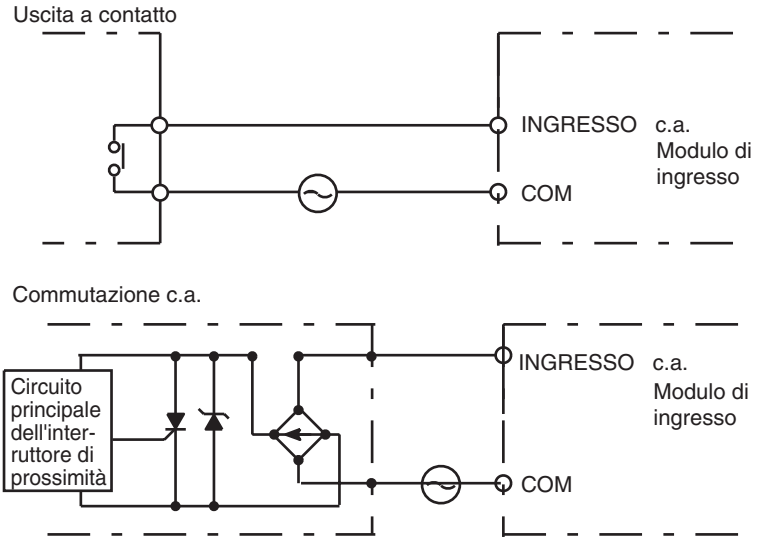 Uscita a contatto
INGRESSO c.a.
Modulo di
ingresso
COM
Commutazione c.a.
Circuito
principale
dell'inter-
ruttore di
prossimità
INGRESSO c.a.
Modulo di
ingresso
COM